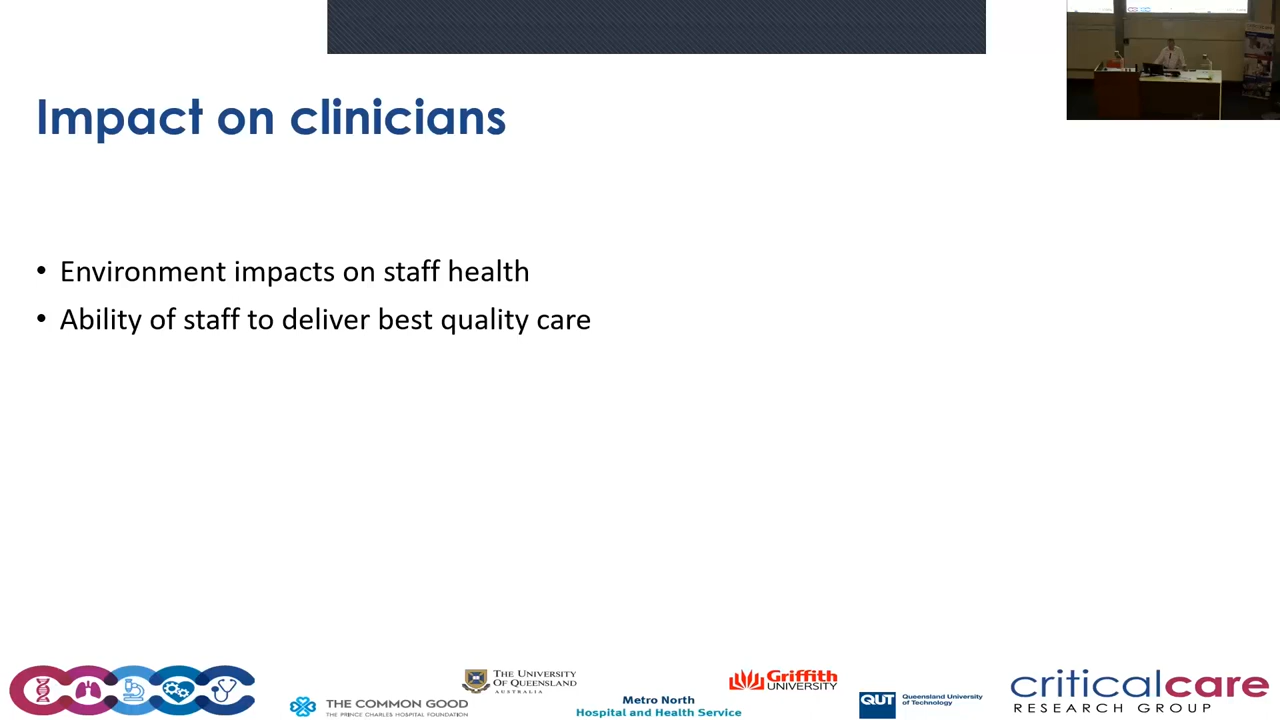 Impact on clinicians
• Environment impacts on staff health
• Ability of staff to deliver best quality care
THE UNIVERSITY
OF QUEENSLAND
AUSTRALIA
THE COMMON GOOD
THE PRINCE CHARLES HOSPITAL FOUNDATION
Metro North
Hospital and Health Service
Griffith
UNIVERSITY
QUT
Queensland University
of Technology
criticalcare
RESEARCH GROUP